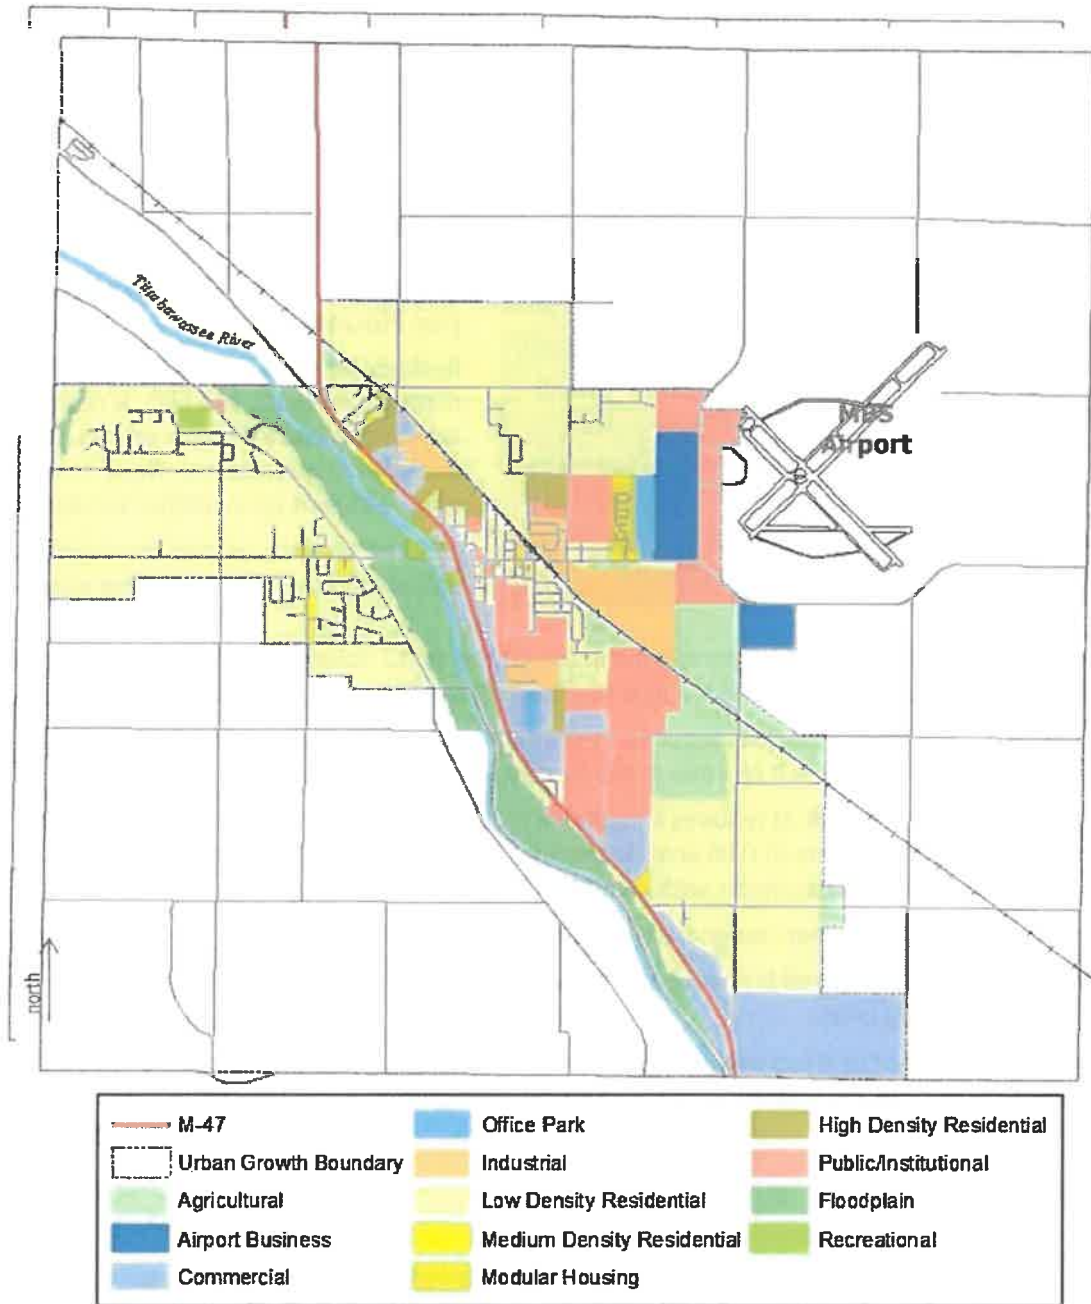 Tittabawassee River
MBS
Airport
north
M-47
Urban Growth Boundary
Agricultural
Airport Business
Commercial
Office Park
Industrial
Low Density Residential
Medium Density Residential
Modular Housing
High Density Residential
Public/Institutional
Floodplain
Recreational